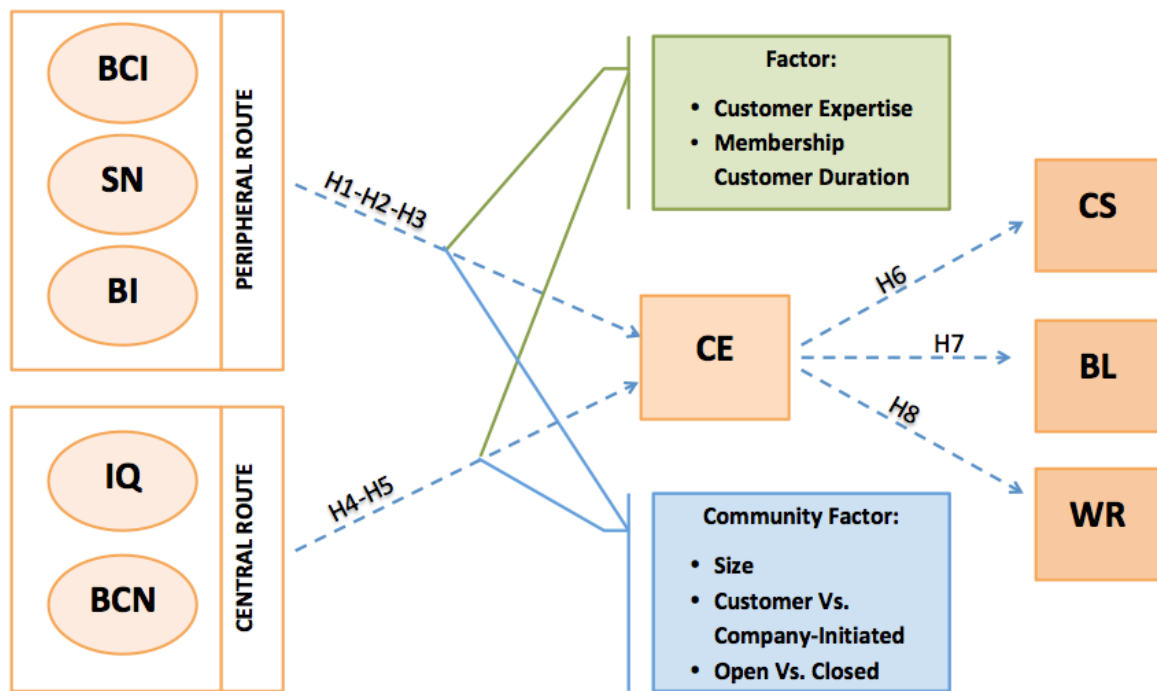 BCI
SN
BI
PERIPHERAL ROUTE
IQ
BCN
CENTRAL ROUTE
H1-H2-H3
H4-H5
Factor:
• Customer Expertise
• Membership
Customer Duration
CE
Community Factor:
• Size
• Customer Vs.
Company-Initiated
• Open Vs. Closed
H6
H7
H8
CS
BL
WR